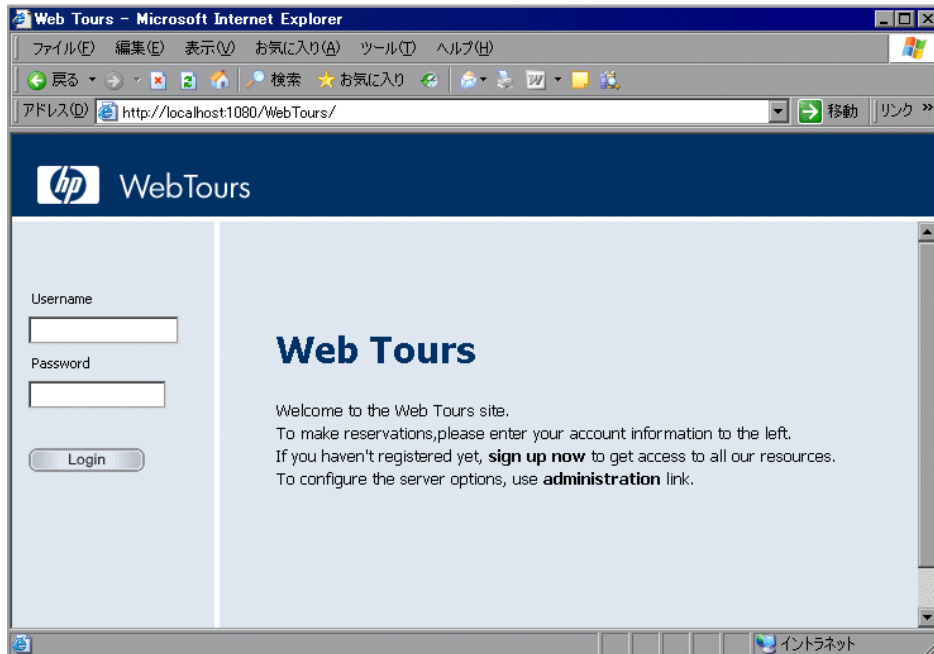 Web Tours - Microsoft Internet Explorer
ファイル(F) 編集(E) 表示(V) お気に入り(A) ツール(T) ヘルプ(H)
戻る 検索 お気に入り
アドレス(D) http://localhost:1080/WebTours/ 移動 リンク »
hp WebTours
Username
Password
Login
Web Tours
Welcome to the Web Tours site.
To make reservations,please enter your account information to the left.
If you haven't registered yet, sign up now to get access to all our resources.
To configure the server options, use administration link.
イントラネット